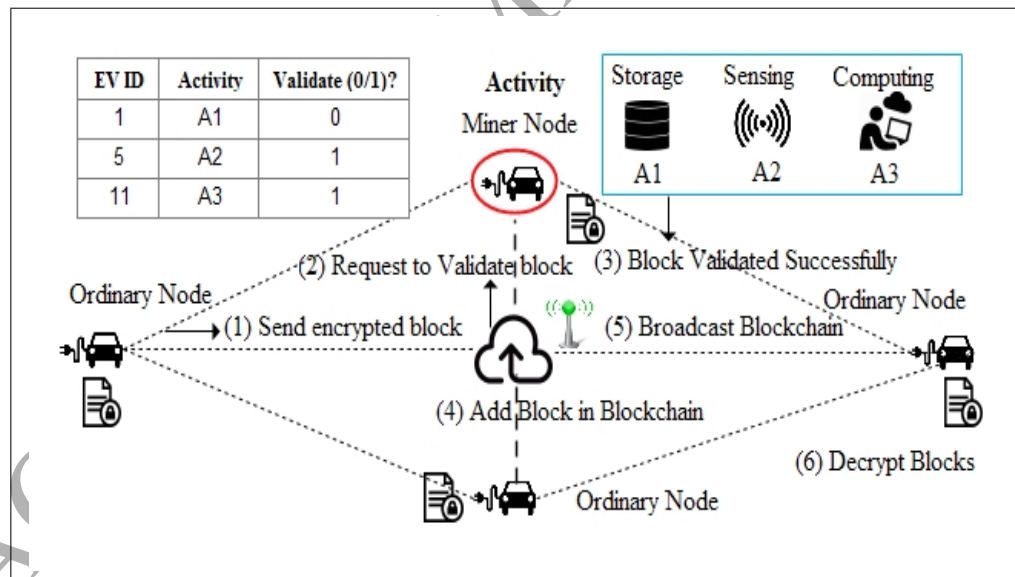 EV ID Activity Validate (0/1)?
1 A1 0
5 A2 1
11 A3 1
Activity
Miner Node
Storage Sensing Computing
A1 A2 A3
(2) Request to Validate block
(3) Block Validated Successfully
Ordinary Node
Ordinary Node
(1) Send encrypted block
(5) Broadcast Blockchain
(4) Add Block in Blockchain
(6) Decrypt Blocks
Ordinary Node